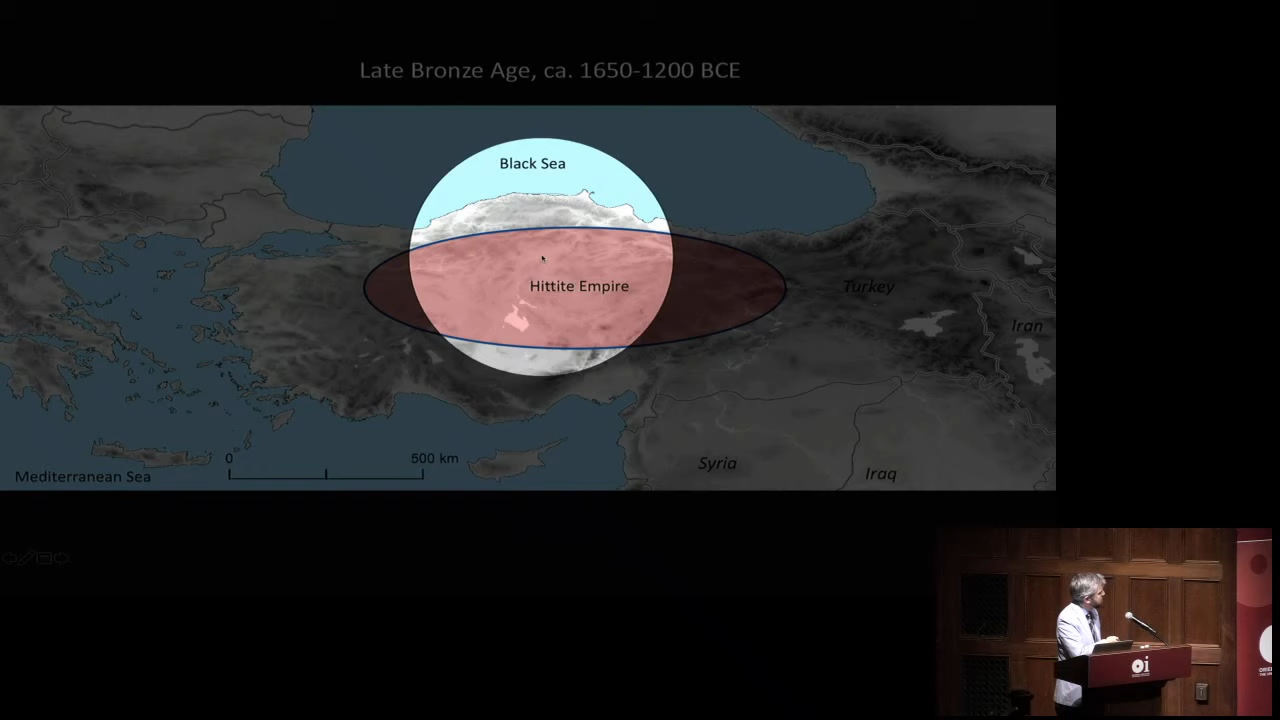 Late Bronze Age, ca. 1650-1200 BCE
Black Sea
Hittite Empire
Turkey
Iran
0
500 km
Mediterranean Sea
Syria
Iraq
Oi